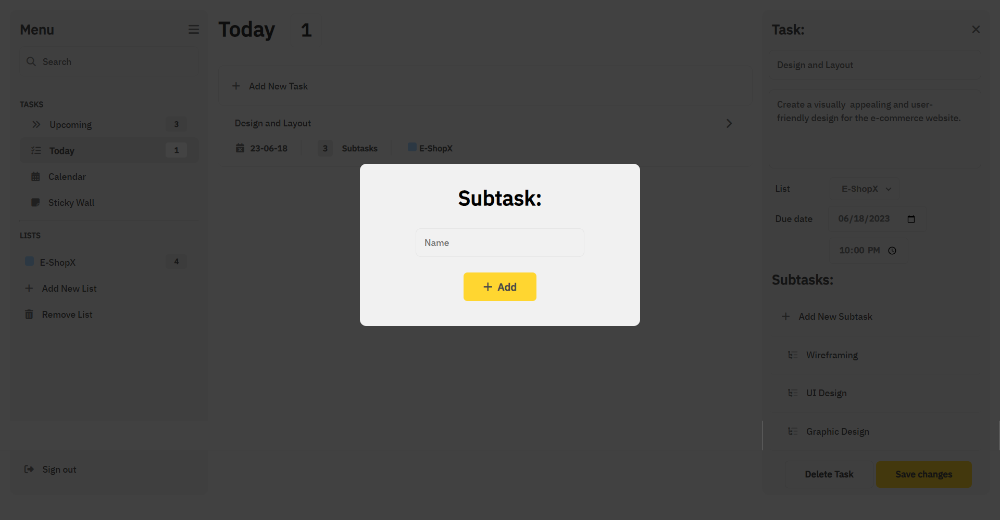 Menu
Search
TASKS
Upcoming 3
Today 1
Calendar
Sticky Wall
LISTS
E-ShopX 4
Add New List
Remove List
Sign out
Today 1
Add New Task
Design and Layout
23-06-18 3 Subtasks E-ShopX
Subtask:
Name
Add
Task:
Design and Layout
Create a visually  appealing and user-
friendly design for the e-commerce website.
List E-ShopX
Due date 06/18/2023
10:00 PM
Subtasks:
Add New Subtask
Wireframing
UI Design
Graphic Design
Delete Task Save changes